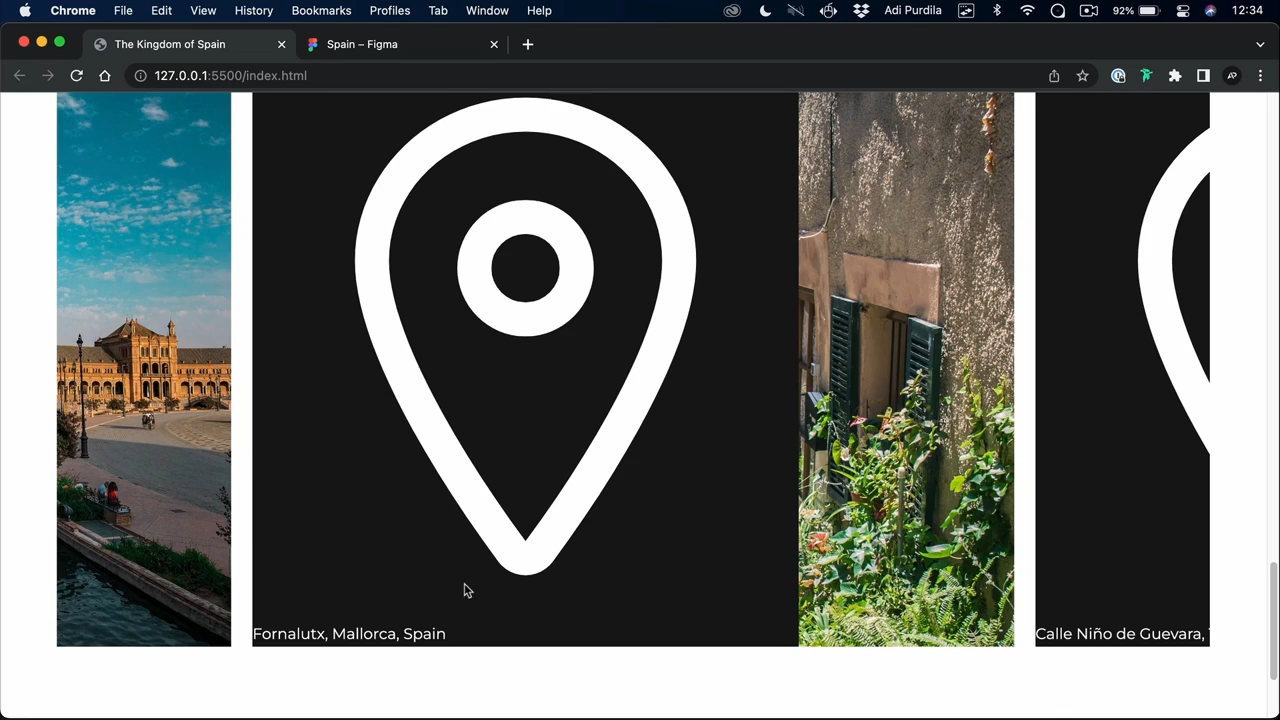 Chrome File Edit View History Bookmarks Profiles Tab Window Help Adi Purdila 92% 12:34
The Kingdom of Spain Spain – Figma
127.0.0.1:5500/index.html AP
Fornalutx, Mallorca, Spain Calle Niño de Guevara,